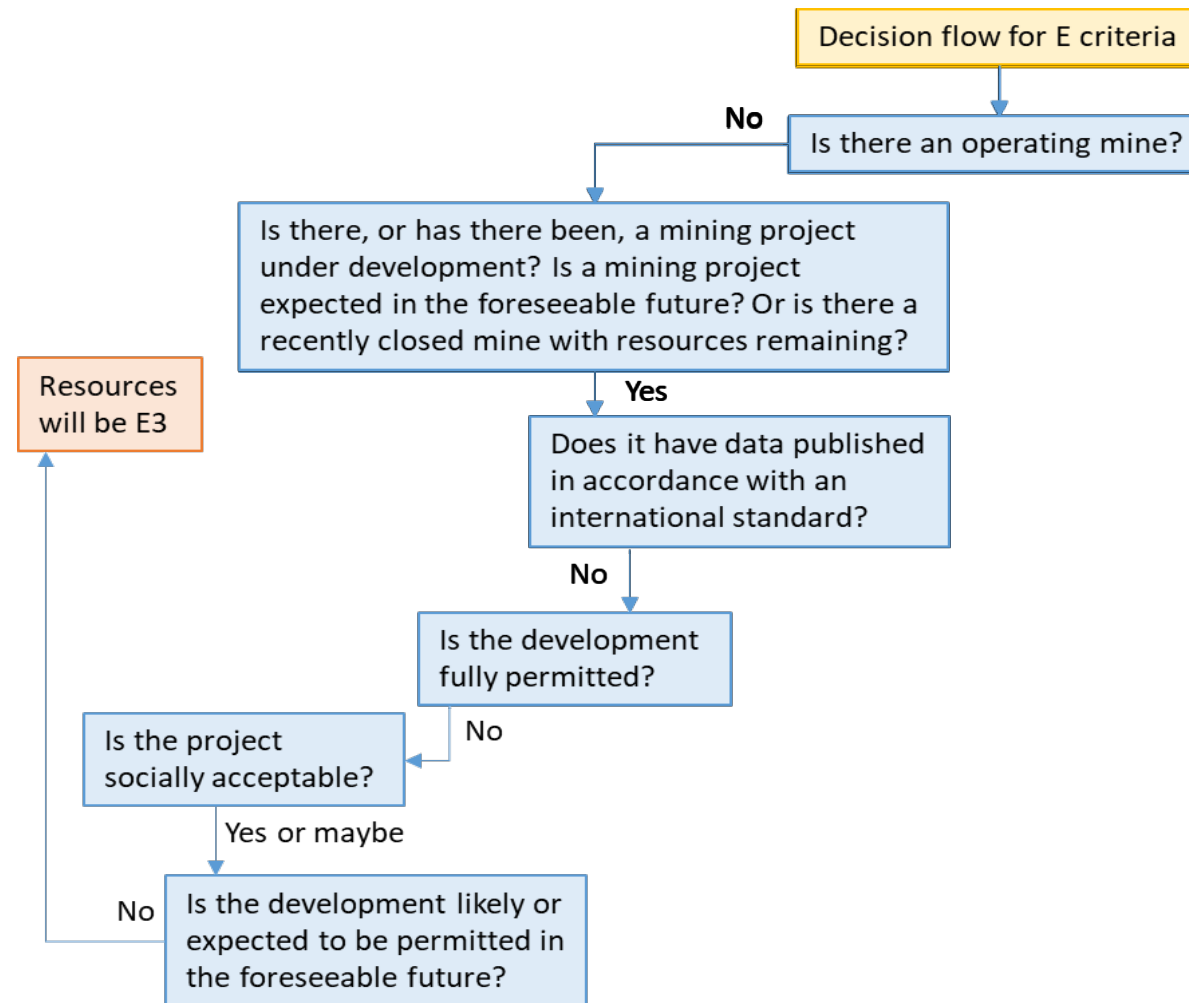 Decision flow for E criteria
No
Is there an operating mine?
Is there, or has there been, a mining project
under development? Is a mining project
expected in the foreseeable future? Or is there a
recently closed mine with resources remaining?
Resources
will be E3
Yes
Does it have data published
in accordance with an
international standard?
No
Is the development
fully permitted?
No
Is the project
socially acceptable?
Yes or maybe
No
Is the development likely or
expected to be permitted in
the foreseeable future?